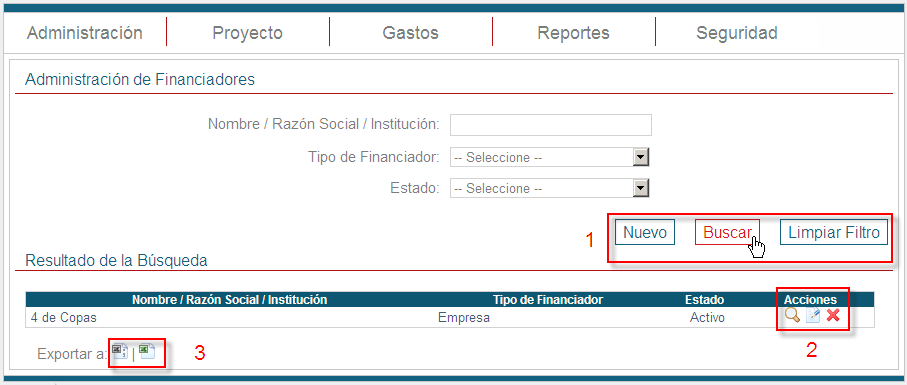 Administración Proyecto Gastos Reportes Seguridad
Administración de Financiadores
Nombre / Razón Social / Institución:
Tipo de Financiador: -- Seleccione --
Estado: -- Seleccione --
1 Nuevo Buscar Limpiar Filtro
Resultado de la Búsqueda
Nombre / Razón Social / Institución Tipo de Financiador Estado Acciones
4 de Copas Empresa Activo
Exportar a: | 3 2